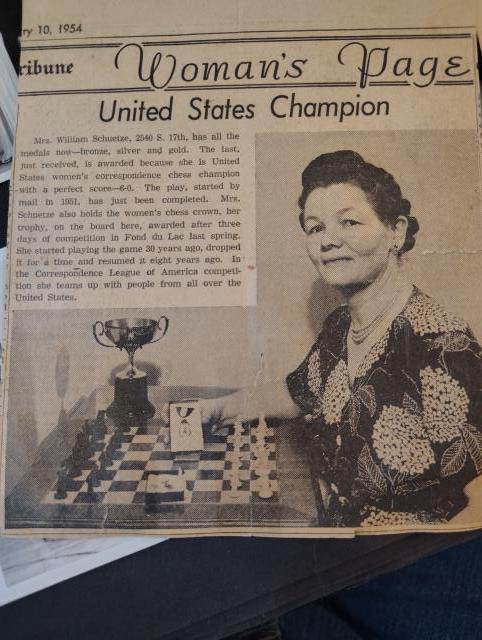 ry 10, 1954
ribune
Woman's Page
United States Champion
Mrs. William Schuetze, 2540 S. 17th, has all the
medals now—bronze, silver and gold. The last,
just received, is awarded because she is United
States women's correspondence chess champion
with a perfect score—6-0. The play, started by
mail in 1951, has just been completed. Mrs.
Schuetze also holds the women's chess crown, her
trophy, on the board here, awarded after three
days of competition in Fond du Lac last spring.
She started playing the game 30 years ago, dropped
it for a time and resumed it eight years ago. In
the Correspondence League of America competi-
tion she teams up with people from all over the
United States.